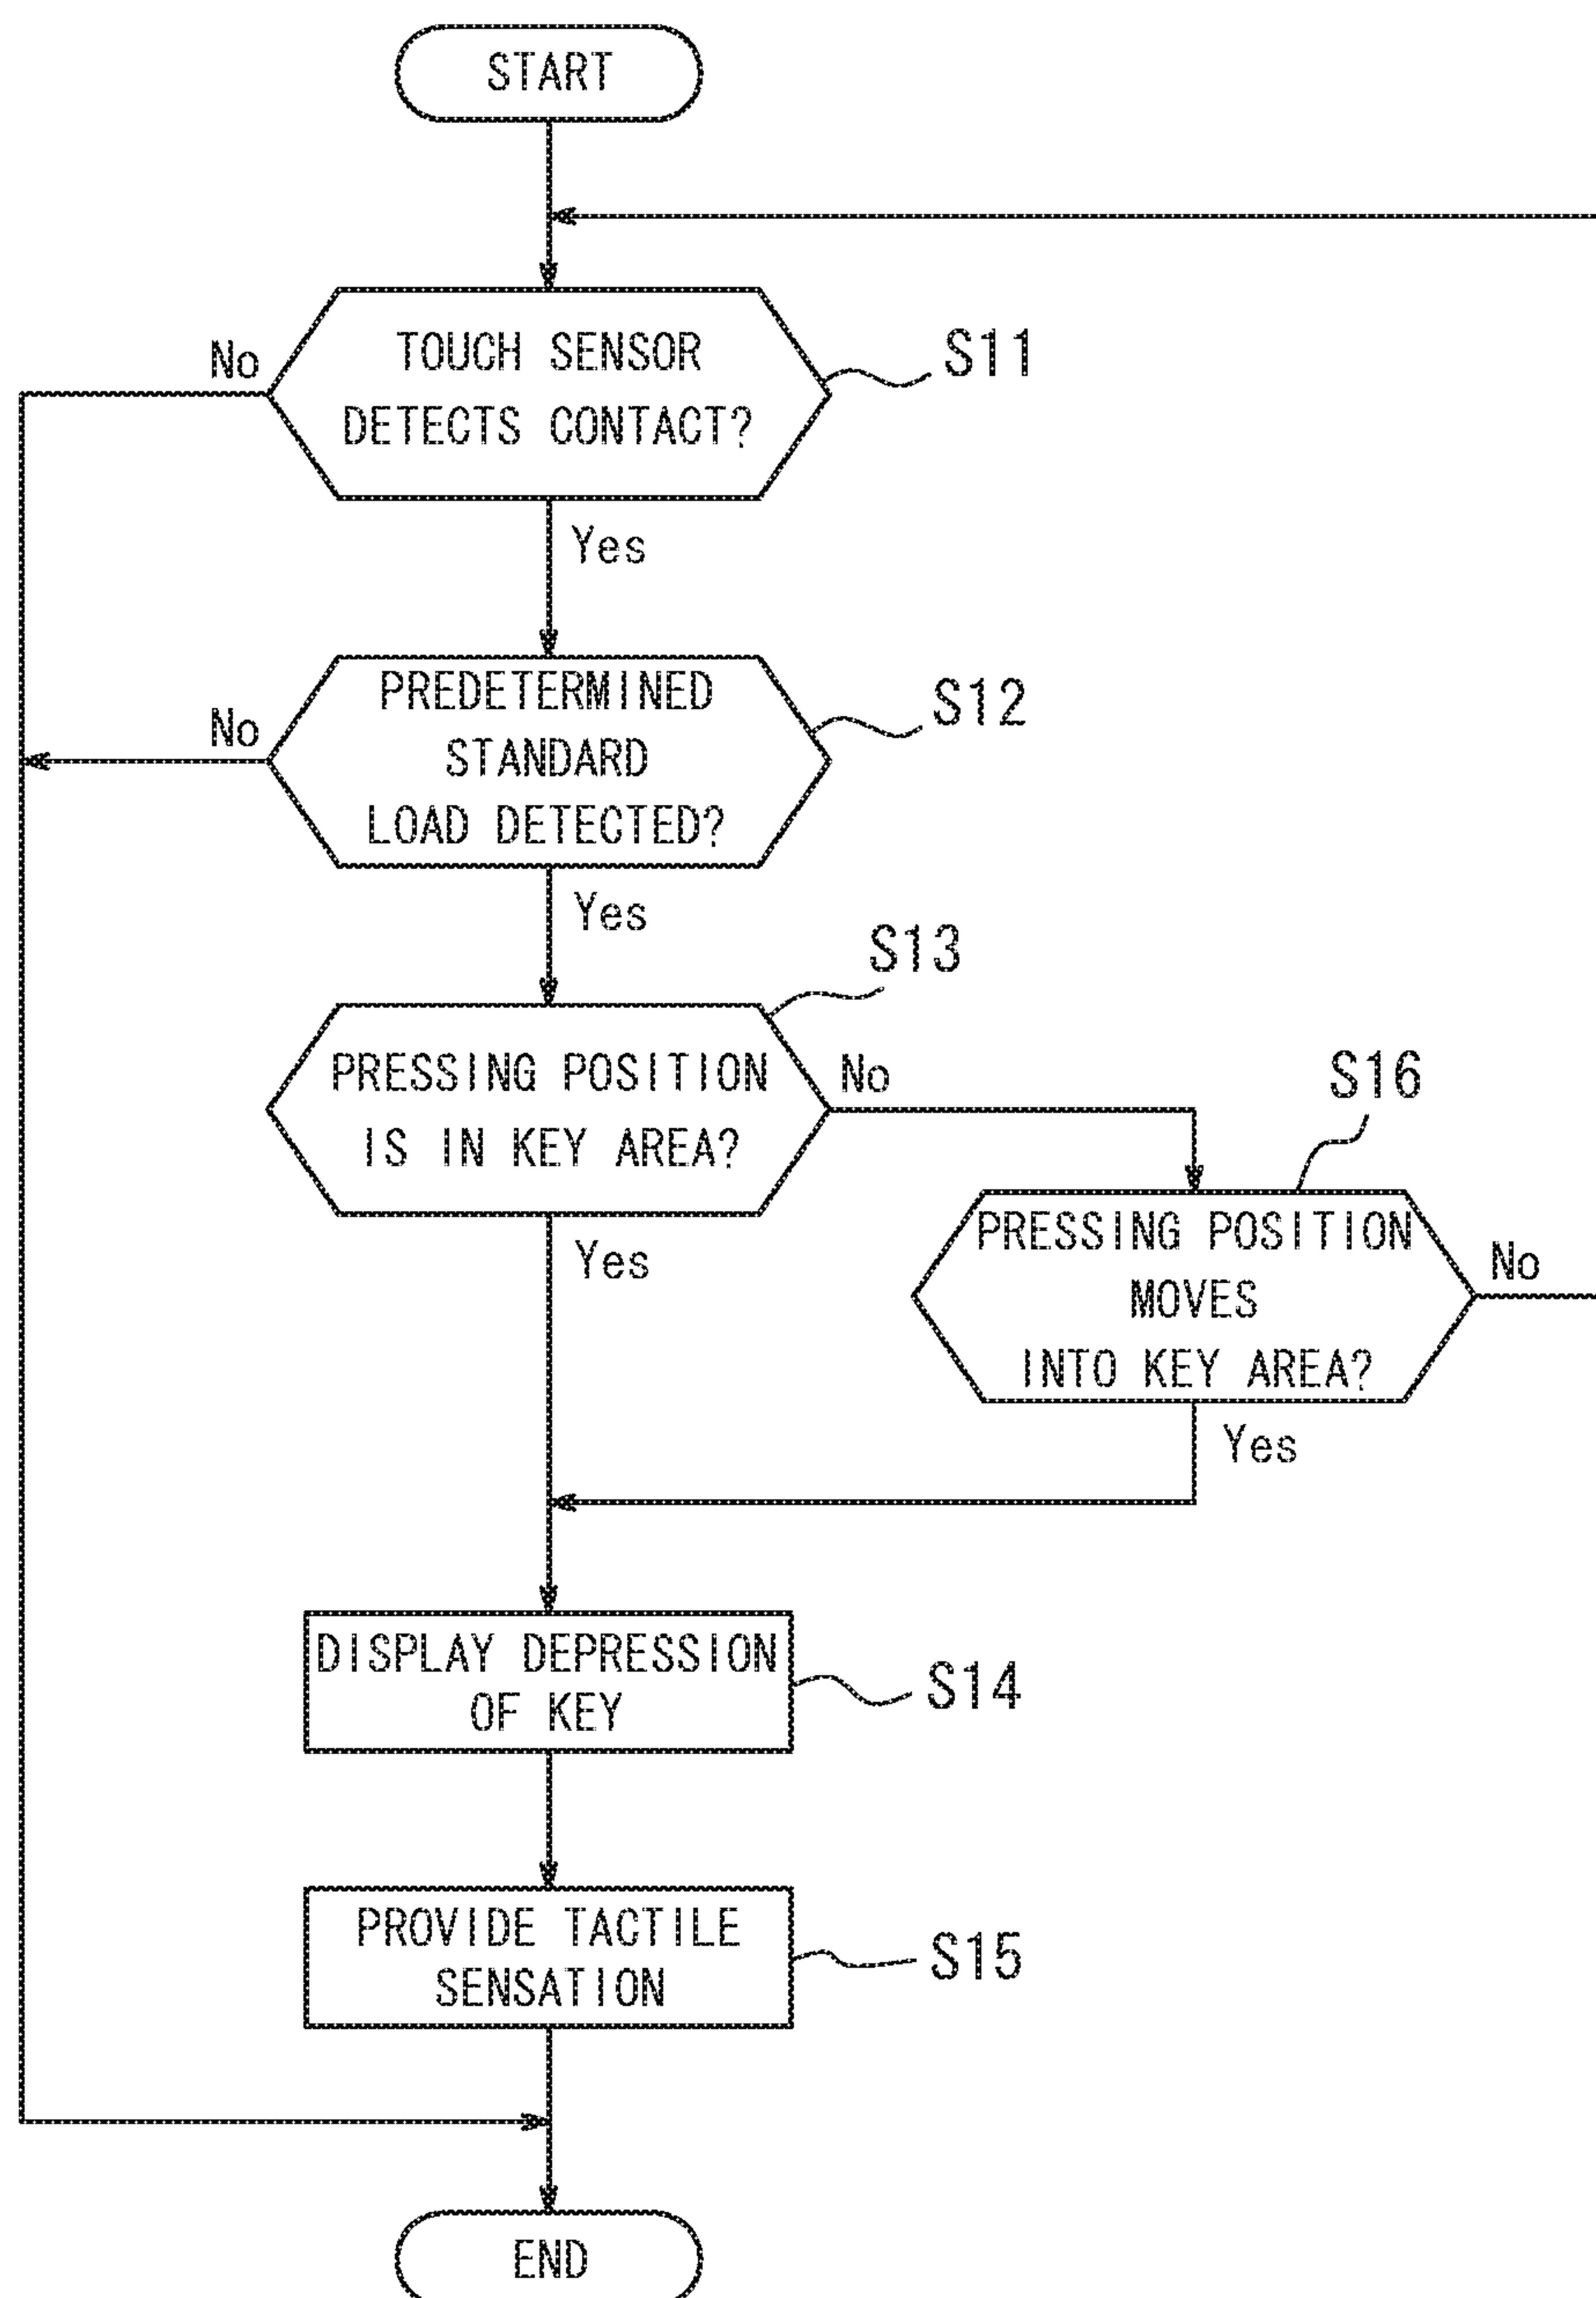 START
No
TOUCH SENSOR
DETECTS CONTACT?
S11
Yes
No
PREDETERMINED
STANDARD
LOAD DETECTED?
S12
Yes
S13
PRESSING POSITION
IS IN KEY AREA?
No
S16
Yes
PRESSING POSITION
MOVES
INTO KEY AREA?
No
Yes
DISPLAY DEPRESSION
OF KEY
S14
PROVIDE TACTILE
SENSATION
S15
END